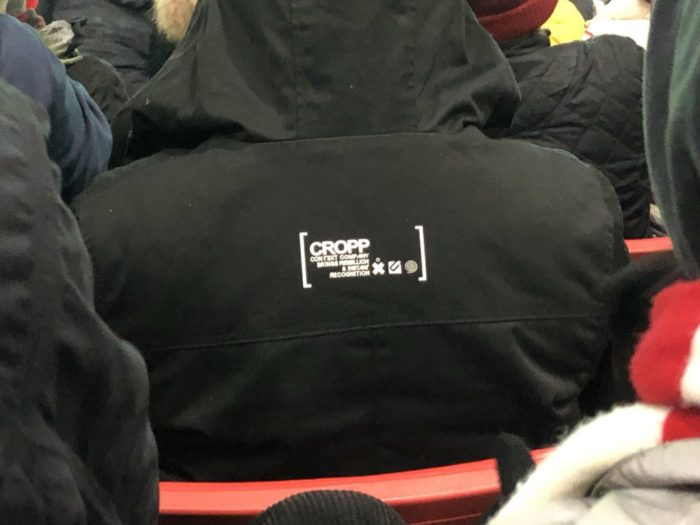 CROPP
CONTEXT COMPANY
BRINGS REBELLION
& INSTANT
RECOGNITION